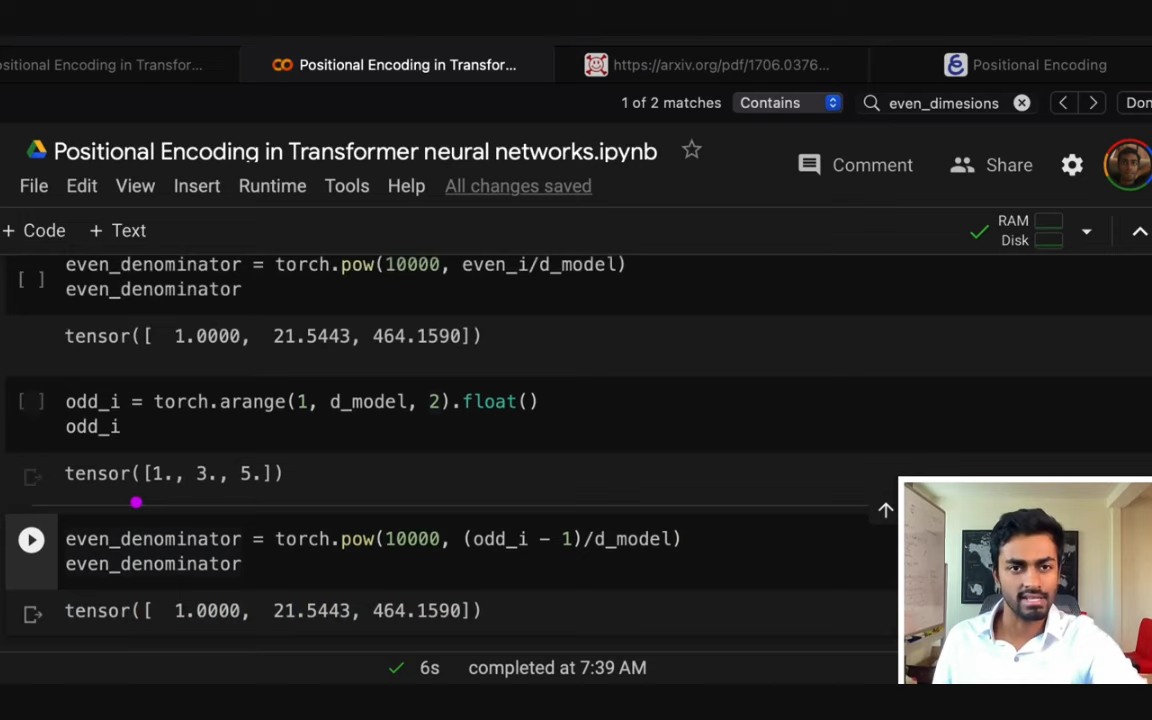 ositional Encoding in Transfor...
Positional Encoding in Transfor...
https://arxiv.org/pdf/1706.0376...
Positional Encoding
1 of 2 matches
Contains
even_dimesions
Positional Encoding in Transformer neural networks.ipynb
Comment
Share
File Edit View Insert Runtime Tools Help All changes saved
+ Code + Text
RAM
Disk
even_denominator = torch.pow(10000, even_i/d_model)
[ ]
even_denominator
tensor([ 1.0000, 21.5443, 464.1590])
[ ] odd_i = torch.arange(1, d_model, 2).float()
odd_i
tensor([1., 3., 5.])
even_denominator = torch.pow(10000, (odd_i - 1)/d_model)
even_denominator
tensor([ 1.0000, 21.5443, 464.1590])
6s completed at 7:39 AM